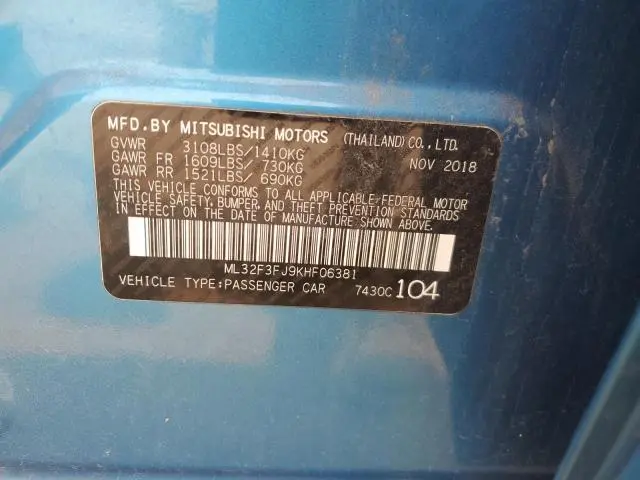 MFD.BY MITSUBISHI MOTORS (THAILAND)CO.,LTD.
GVWR 3108LBS/1410KG NOV 2018
GAWR FR 1609LBS/ 730KG
GAWR RR 1521LBS/ 690KG
THIS VEHICLE CONFORMS TO ALL APPLICABLE FEDERAL MOTOR
VEHICLE SAFETY, BUMPER, AND THEFT PREVENTION STANDARDS
IN EFFECT ON THE DATE OF MANUFACTURE SHOWN ABOVE.
ML32F3FJ9KHF06381
VEHICLE TYPE:PASSENGER CAR 7430C 104